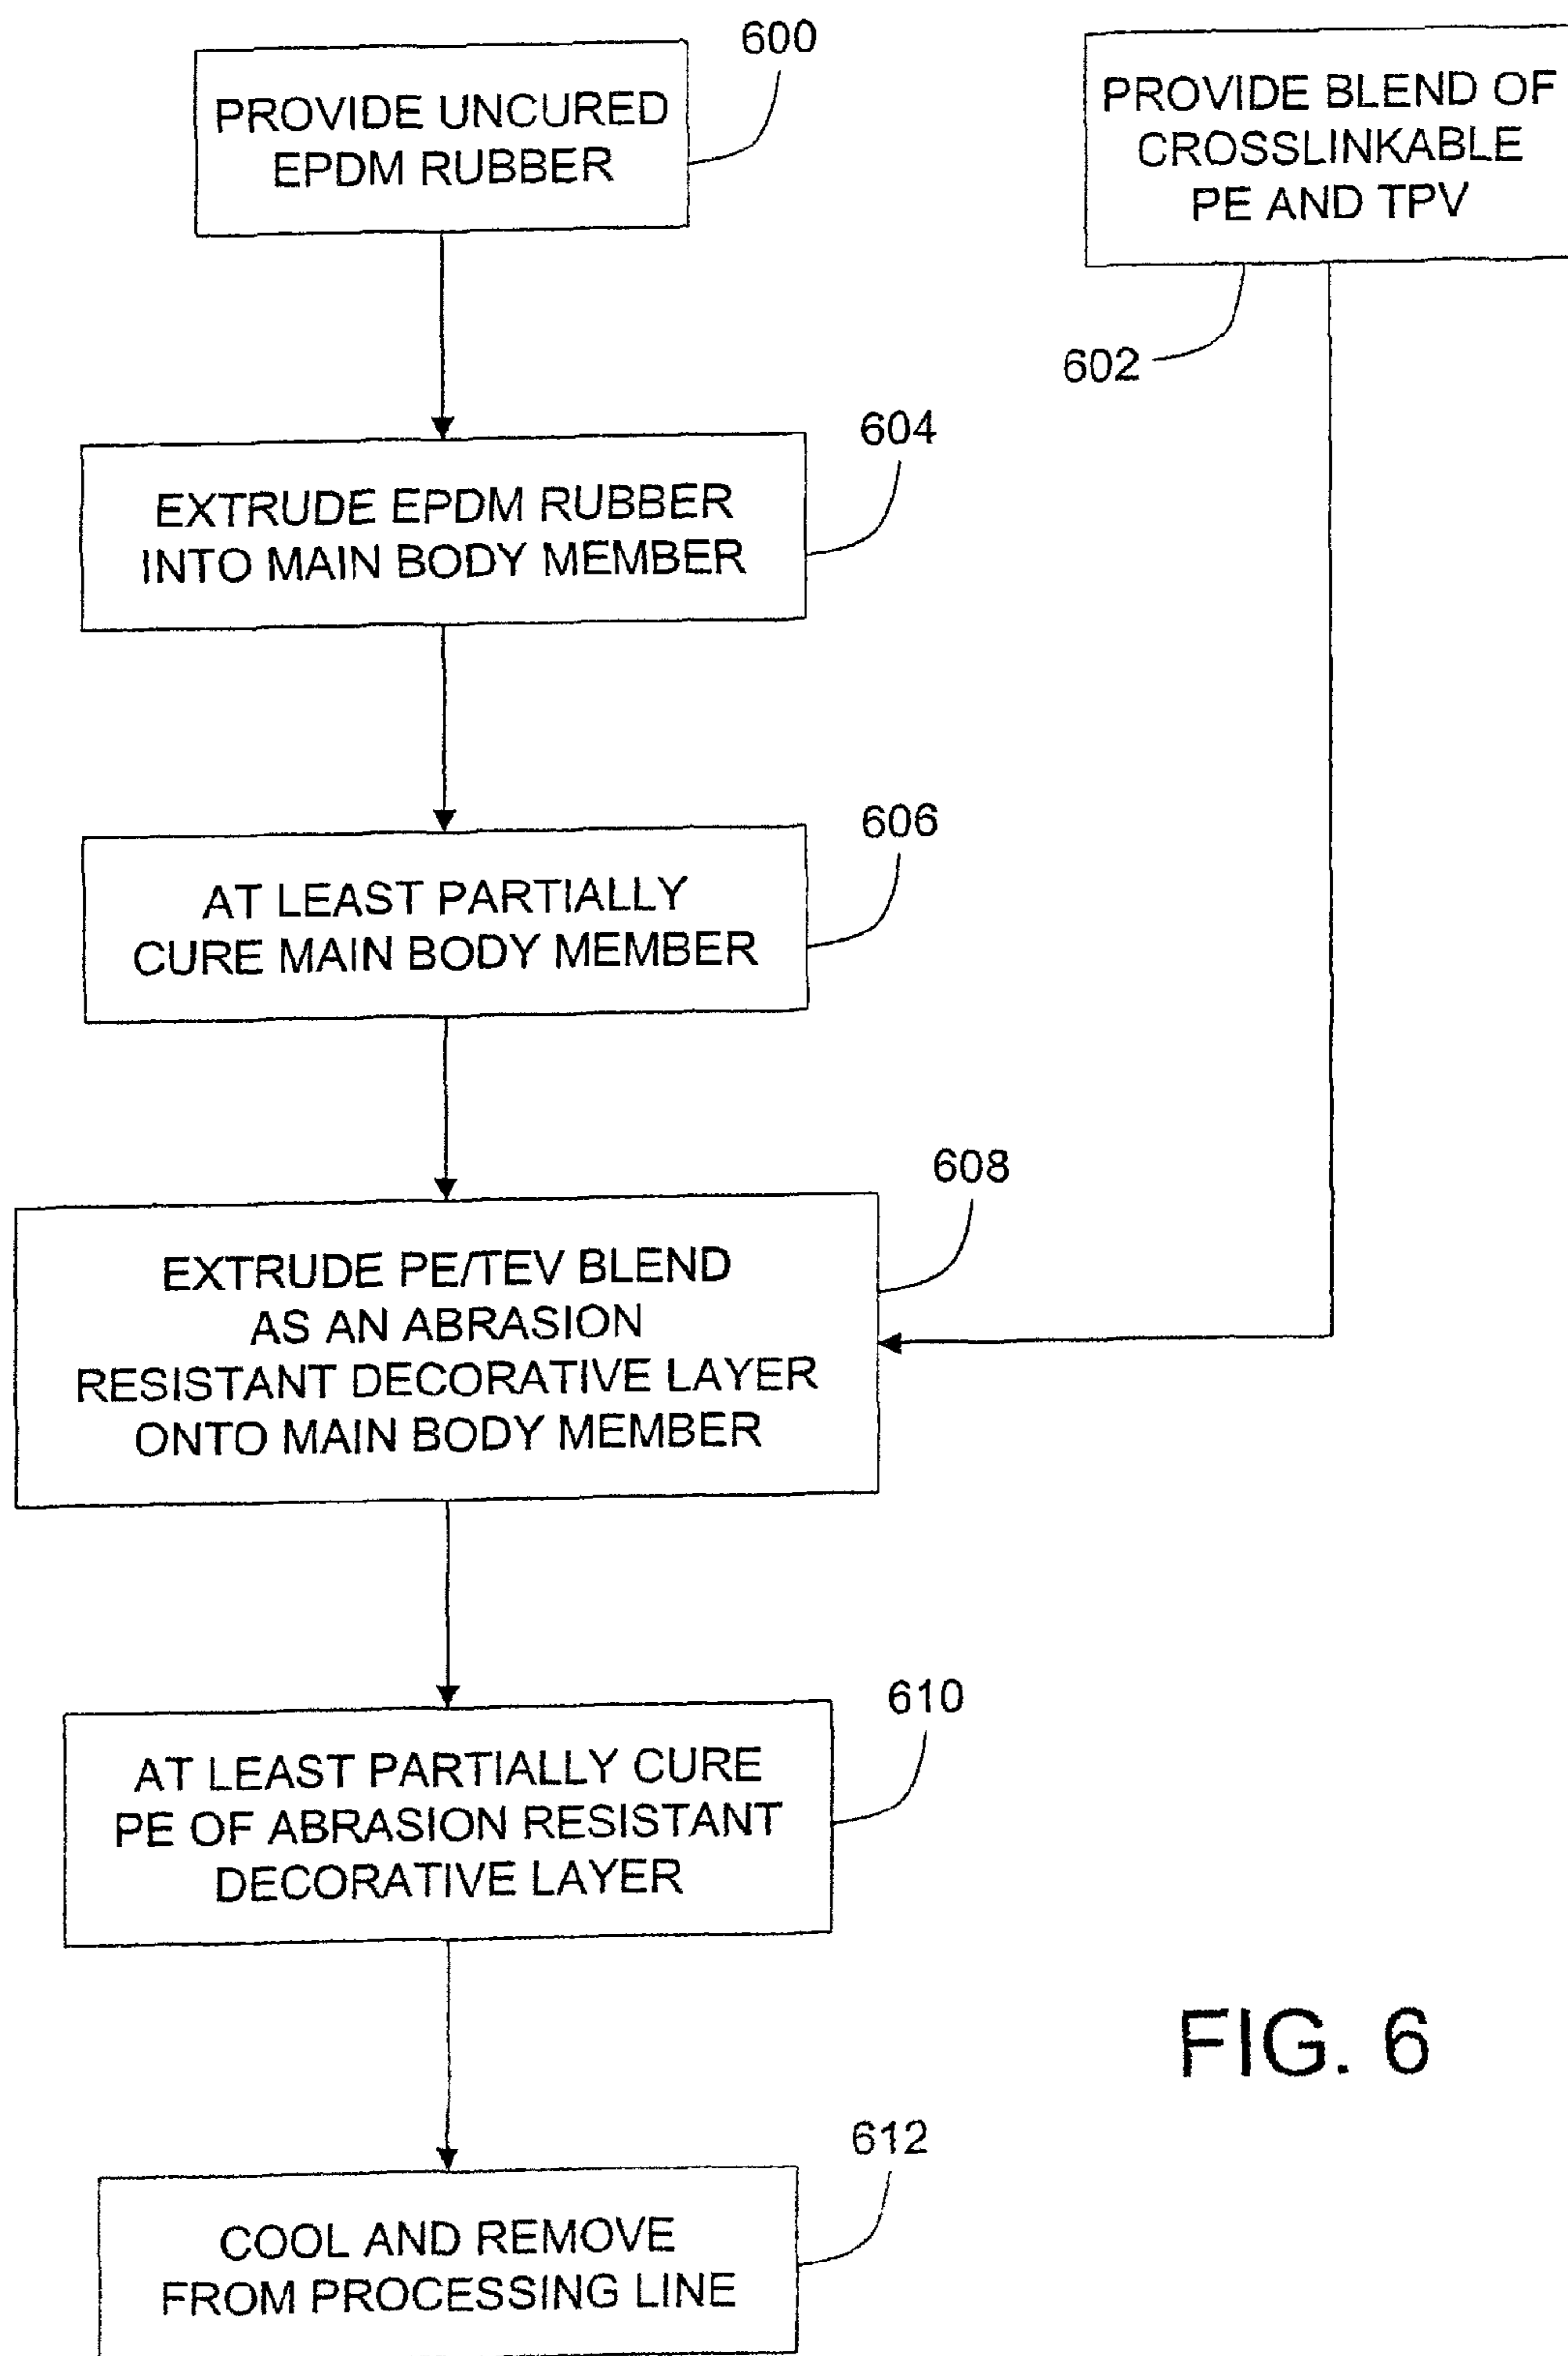 600
PROVIDE UNCURED
EPDM RUBBER
PROVIDE BLEND OF
CROSSLINKABLE
PE AND TPV
602
604
EXTRUDE EPDM RUBBER
INTO MAIN BODY MEMBER
606
AT LEAST PARTIALLY
CURE MAIN BODY MEMBER
608
EXTRUDE PE/TEV BLEND
AS AN ABRASION
RESISTANT DECORATIVE LAYER
ONTO MAIN BODY MEMBER
610
AT LEAST PARTIALLY CURE
PE OF ABRASION RESISTANT
DECORATIVE LAYER
FIG. 6
612
COOL AND REMOVE
FROM PROCESSING LINE